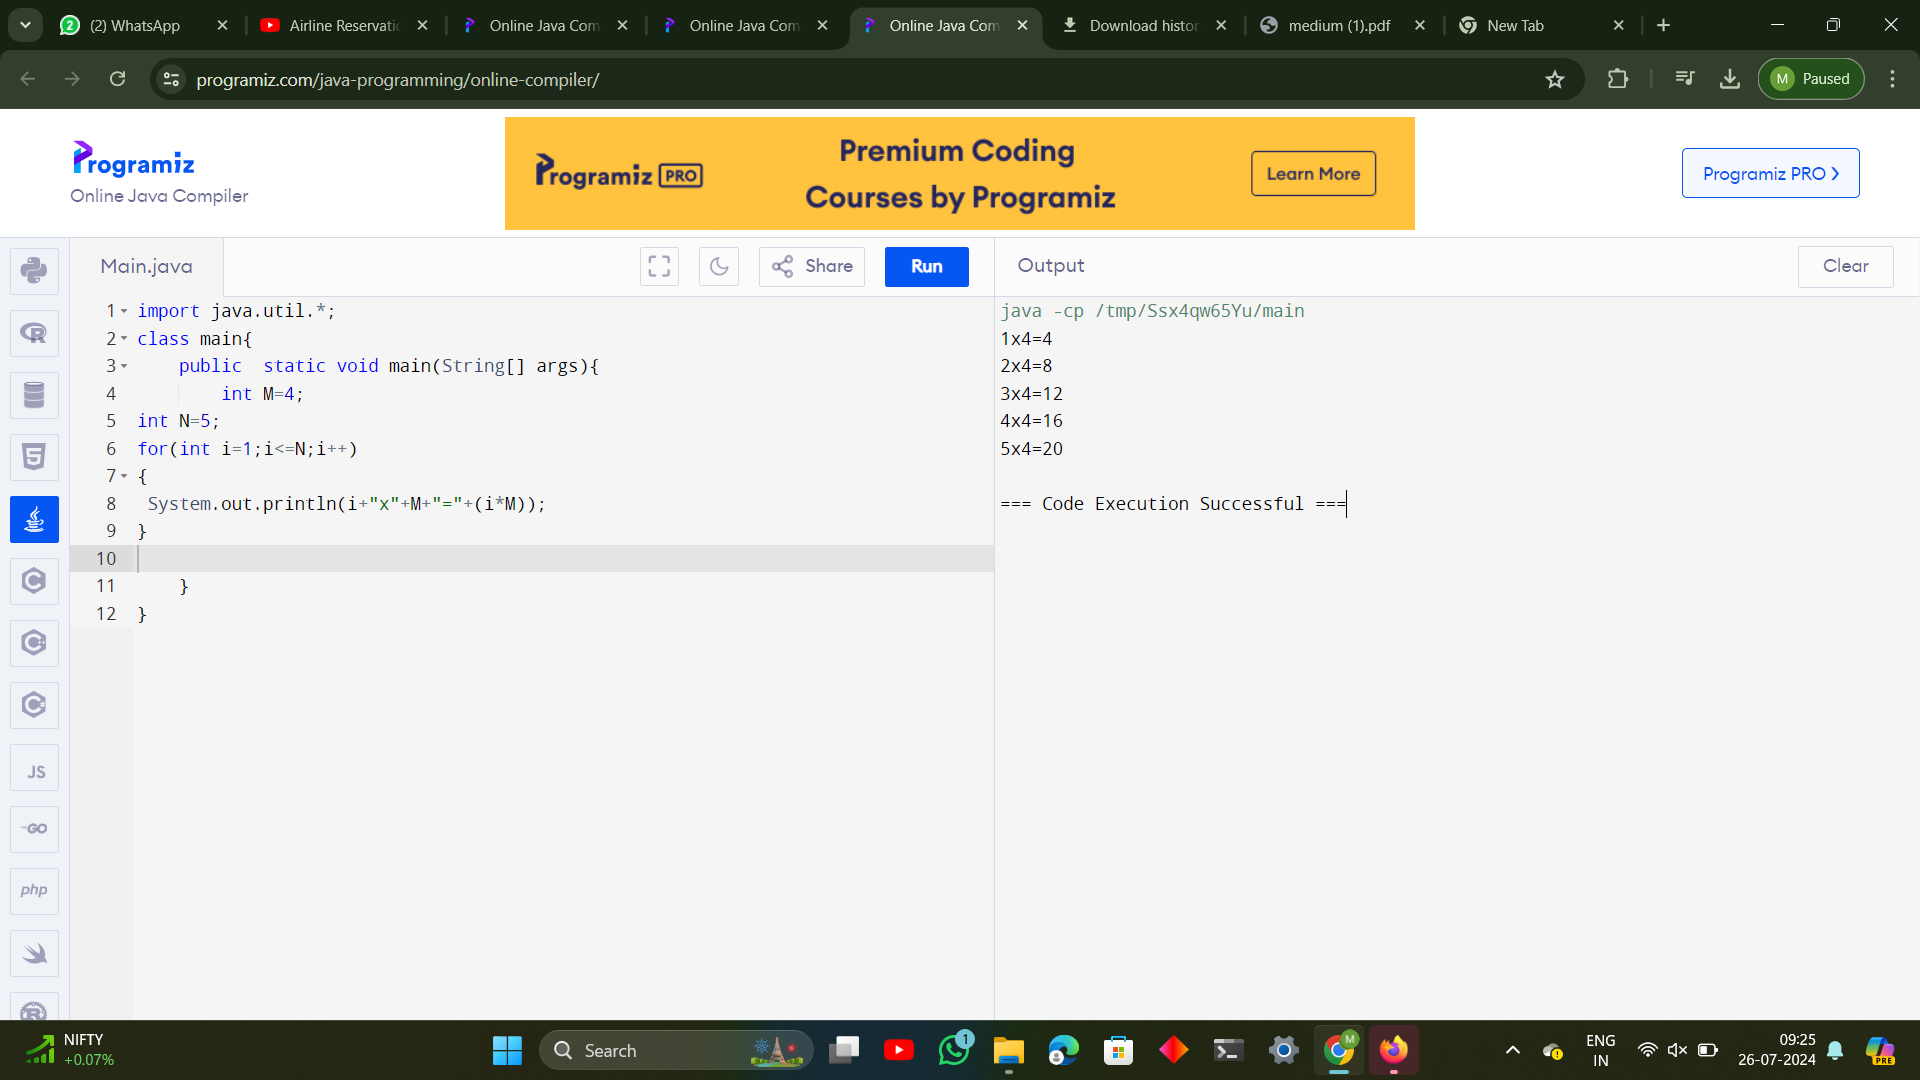 (2) WhatsApp
Airline Reservatio
Online Java Com
Online Java Com
Online Java Com
Download histor
medium (1).pdf
New Tab
programiz.com/java-programming/online-compiler/
M Paused
Programiz
Online Java Compiler
Programiz PRO
Premium Coding
Courses by Programiz
Learn More
Programiz PRO >
Main.java
Share
Run
Output
Clear
1 import java.util.*;
2 class main{
3 public  static void main(String[] args){
4 int M=4;
5 int N=5;
6 for(int i=1;i<=N;i++)
7 {
8 System.out.println(i+"x"+M+"="+(i*M));
9 }
10
11 }
12 }
java -cp /tmp/Ssx4qw65Yu/main
1x4=4
2x4=8
3x4=12
4x4=16
5x4=20
=== Code Execution Successful ===
JS
GO
php
NIFTY
+0.07%
Search
1
M
ENG
IN
09:25
26-07-2024
PRE